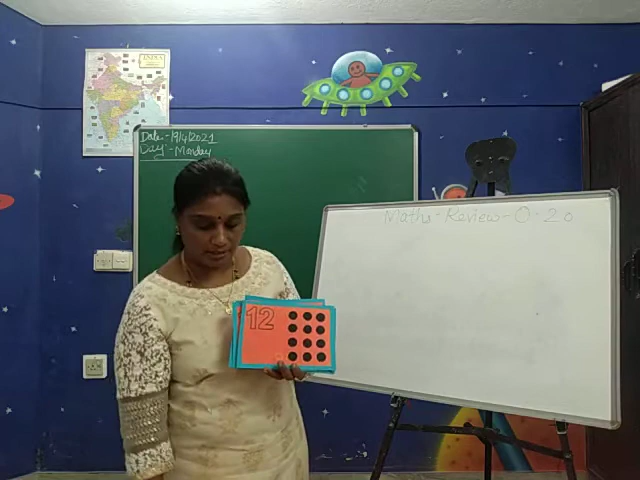 INDIA
Date - 19/4/2021
Day - Monday
Maths - Review - 0 - 20
12